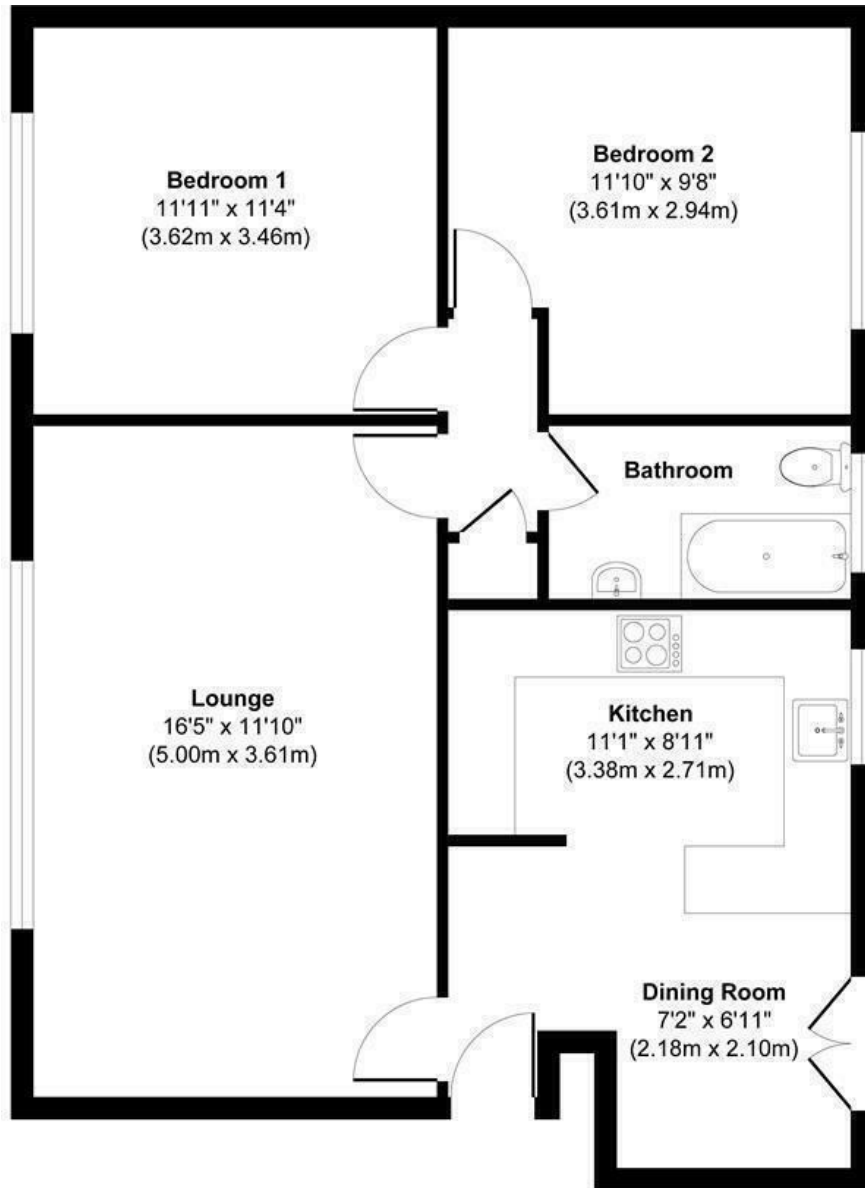 Bedroom 1
11'11" x 11'4"
(3.62m x 3.46m)
Bedroom 2
11'10" x 9'8"
(3.61m x 2.94m)
Bathroom
Lounge
16'5" x 11'10"
(5.00m x 3.61m)
Kitchen
11'1" x 8'11"
(3.38m x 2.71m)
Dining Room
7'2" x 6'11"
(2.18m x 2.10m)